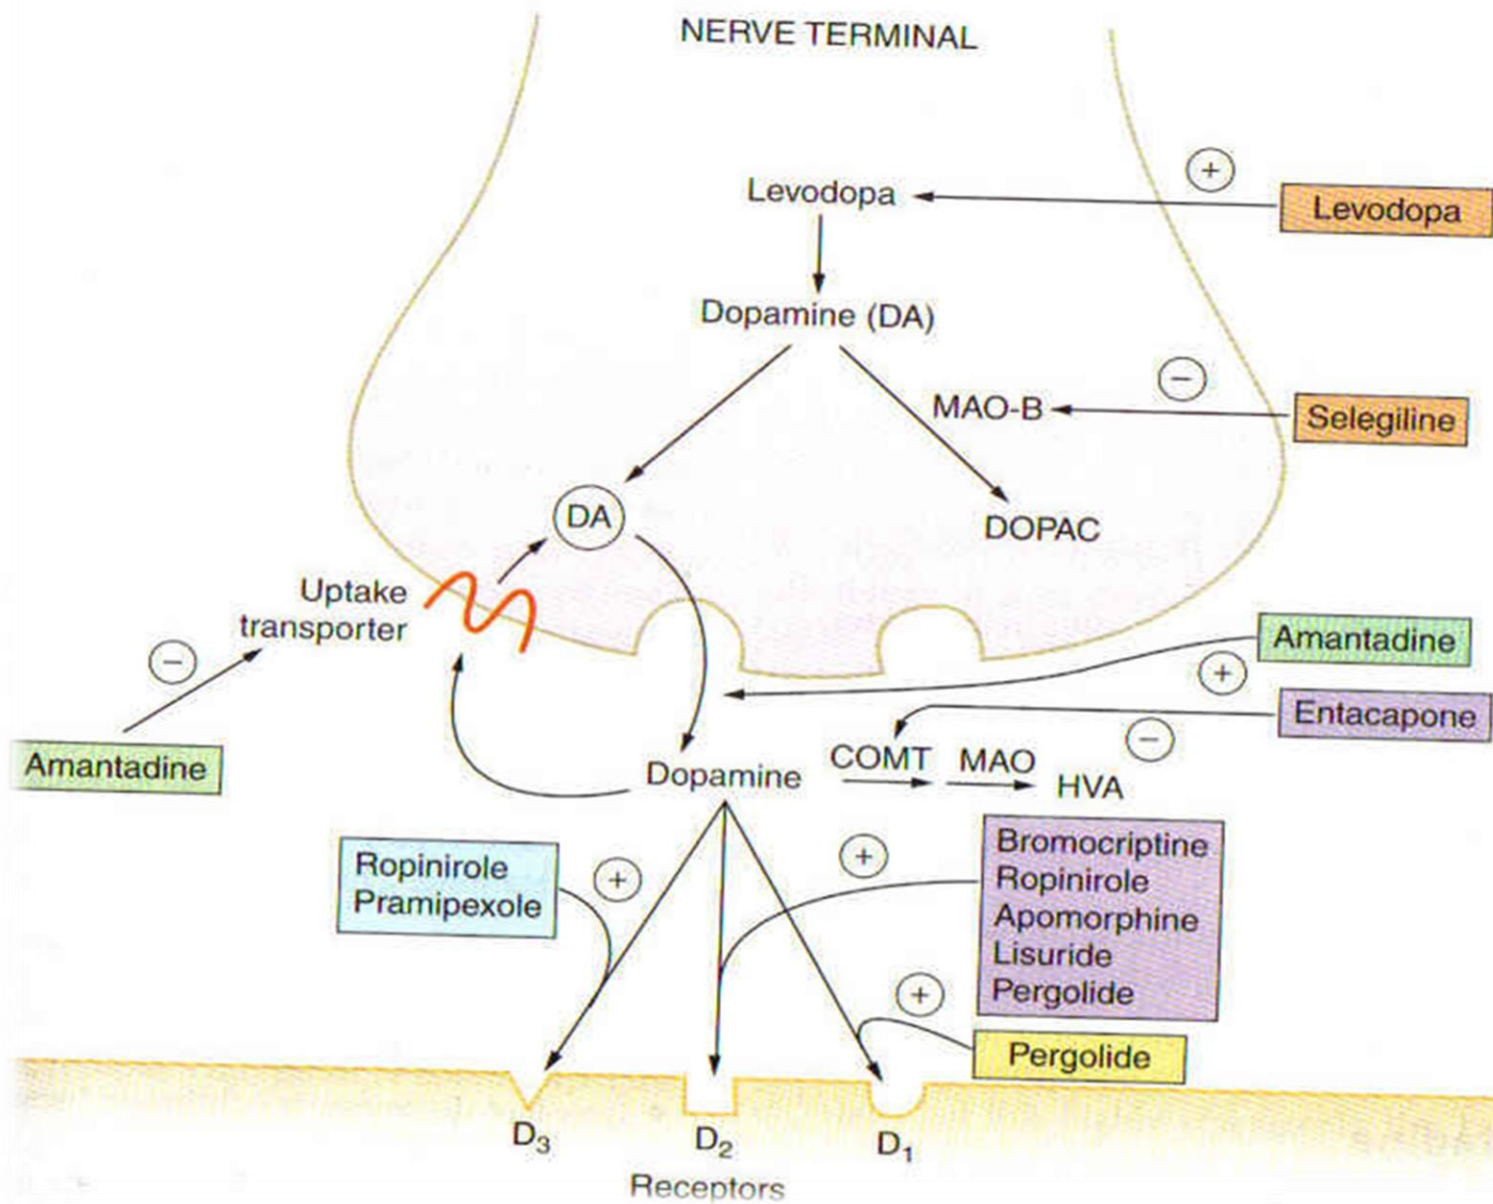 NERVE TERMINAL
+
Levodopa
Levodopa
Dopamine (DA)
−
MAO-B
Selegiline
DA
DOPAC
Uptake
transporter
−
Amantadine
Amantadine
+
Entacapone
−
COMT
MAO
Dopamine
HVA
Ropinirole
Pramipexole
+
+
Bromocriptine
Ropinirole
Apomorphine
Lisuride
Pergolide
+
Pergolide
D₃
D₂
D₁
Receptors